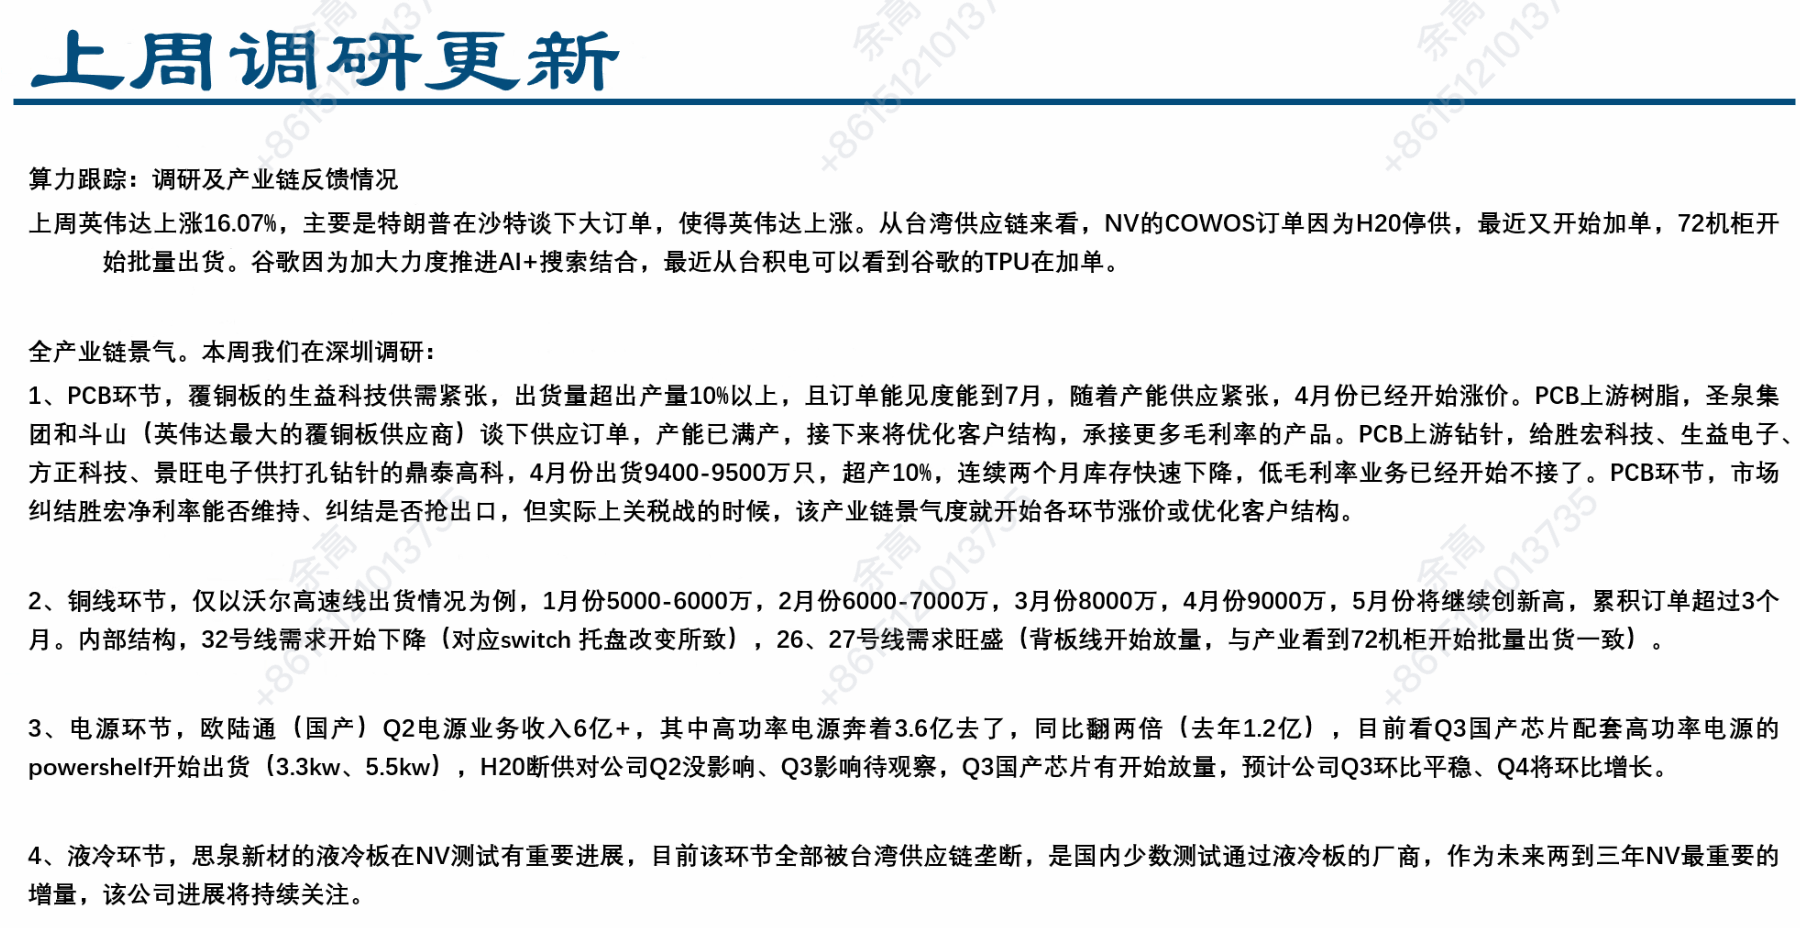 上周调研更新
算力跟踪：调研及产业链反馈情况
上周英伟达上涨16.07%，主要是特朗普在沙特谈下大订单，使得英伟达上涨。从台湾供应链来看，NV的COWOS订单因为H20停供，最近又开始加单，72机柜开
始批量出货。谷歌因为加大力度推进AI+搜索结合，最近从台积电可以看到谷歌的TPU在加单。
全产业链景气。本周我们在深圳调研：
1、PCB环节，覆铜板的生益科技供需紧张，出货量超出产量10%以上，且订单能见度能到7月，随着产能供应紧张，4月份已经开始涨价。PCB上游树脂，圣泉集
团和斗山（英伟达最大的覆铜板供应商）谈下供应订单，产能已满产，接下来将优化客户结构，承接更多毛利率的产品。PCB上游钻针，给胜宏科技、生益电子、
方正科技、景旺电子供打孔钻针的鼎泰高科，4月份出货9400-9500万只，超产10%，连续两个月库存快速下降，低毛利率业务已经开始不接了。PCB环节，市场
纠结胜宏净利率能否维持、纠结是否抢出口，但实际上关税战的时候，该产业链景气度就开始各环节涨价或优化客户结构。
2、铜线环节，仅以沃尔高速线出货情况为例，1月份5000-6000万，2月份6000-7000万，3月份8000万，4月份9000万，5月份将继续创新高，累积订单超过3个
月。内部结构，32号线需求开始下降（对应switch 托盘改变所致），26、27号线需求旺盛（背板线开始放量，与产业看到72机柜开始批量出货一致）。
3、电源环节，欧陆通（国产）Q2电源业务收入6亿+，其中高功率电源奔着3.6亿去了，同比翻两倍（去年1.2亿），目前看Q3国产芯片配套高功率电源的
powershelf开始出货（3.3kw、5.5kw），H20断供对公司Q2没影响、Q3影响待观察，Q3国产芯片有开始放量，预计公司Q3环比平稳、Q4将环比增长。
4、液冷环节，思泉新材的液冷板在NV测试有重要进展，目前该环节全部被台湾供应链垄断，是国内少数测试通过液冷板的厂商，作为未来两到三年NV最重要的
增量，该公司进展将持续关注。
余高
+8615121013735
余高
+8615121013735
余高
+8615121013735
余高
+8615121013735
余高
+8615121013735
余高
+8615121013735